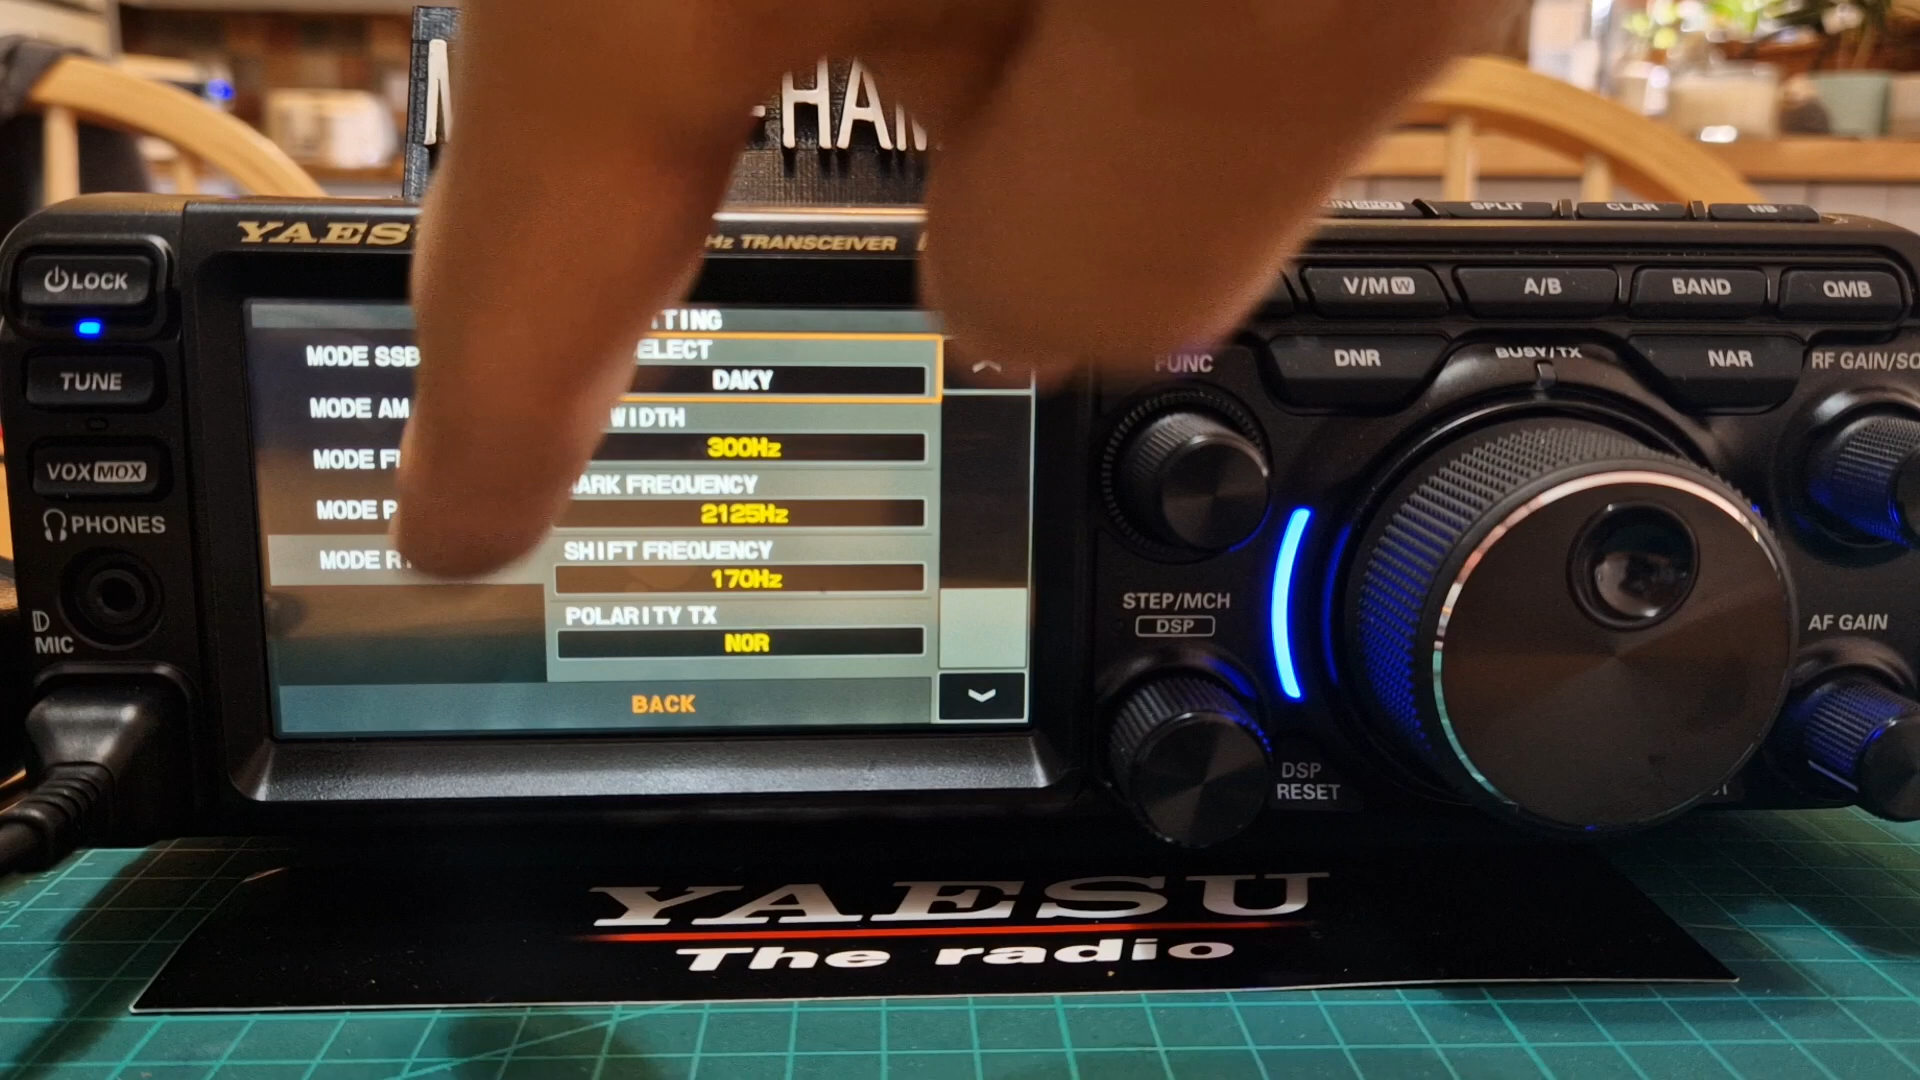 -HAM
YAES
Hz TRANSCEIVER
SPLIT
CLAR
NB
LOCK
V/M W
A/B
BAND
QMB
TUNE
FUNC
DNR
BUSY/TX
NAR
RF GAIN/SQ
VOX MOX
PHONES
MIC
STEP/MCH
DSP
AF GAIN
DSP
RESET
TTING
MODE SSB
ELECT
DAKY
MODE AM
WIDTH
300Hz
MODE F
ARK FREQUENCY
2125Hz
MODE P
SHIFT FREQUENCY
170Hz
MODE R
POLARITY TX
NOR
BACK
YAESU
The radio